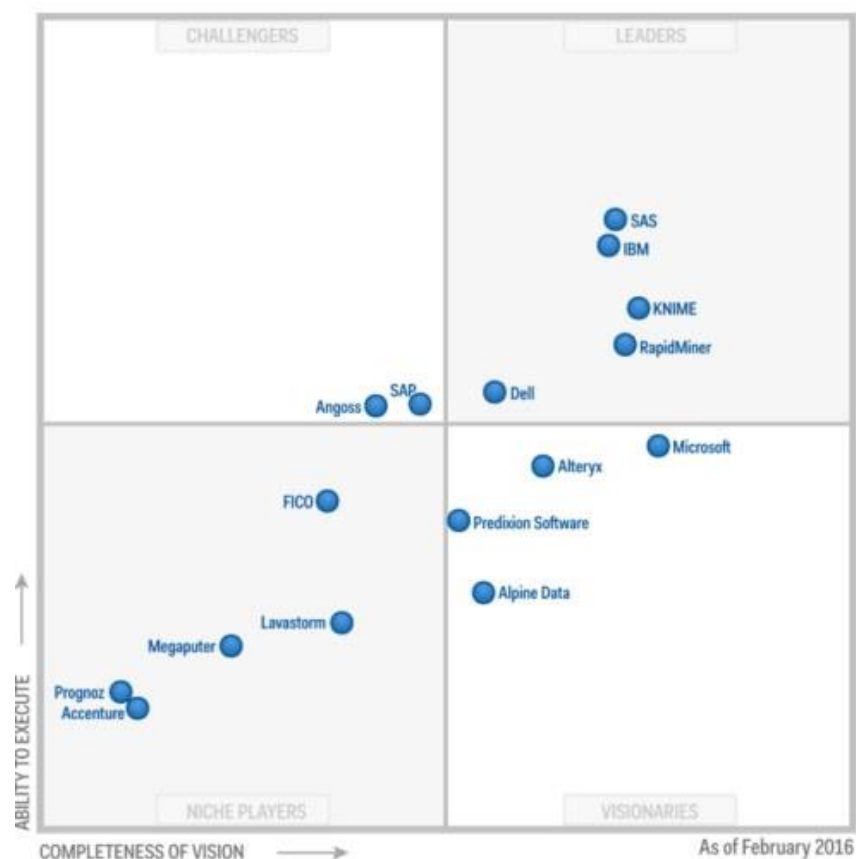 CHALLENGERS
LEADERS
SAS
IBM
KNIME
RapidMiner
SAP
Dell
Angoss
Microsoft
Alteryx
FICO
Predixion Software
Alpine Data
Lavastorm
Megaputer
Prognoz
Accenture
ABILITY TO EXECUTE
NICHE PLAYERS
VISIONARIES
COMPLETENESS OF VISION
As of February 2016